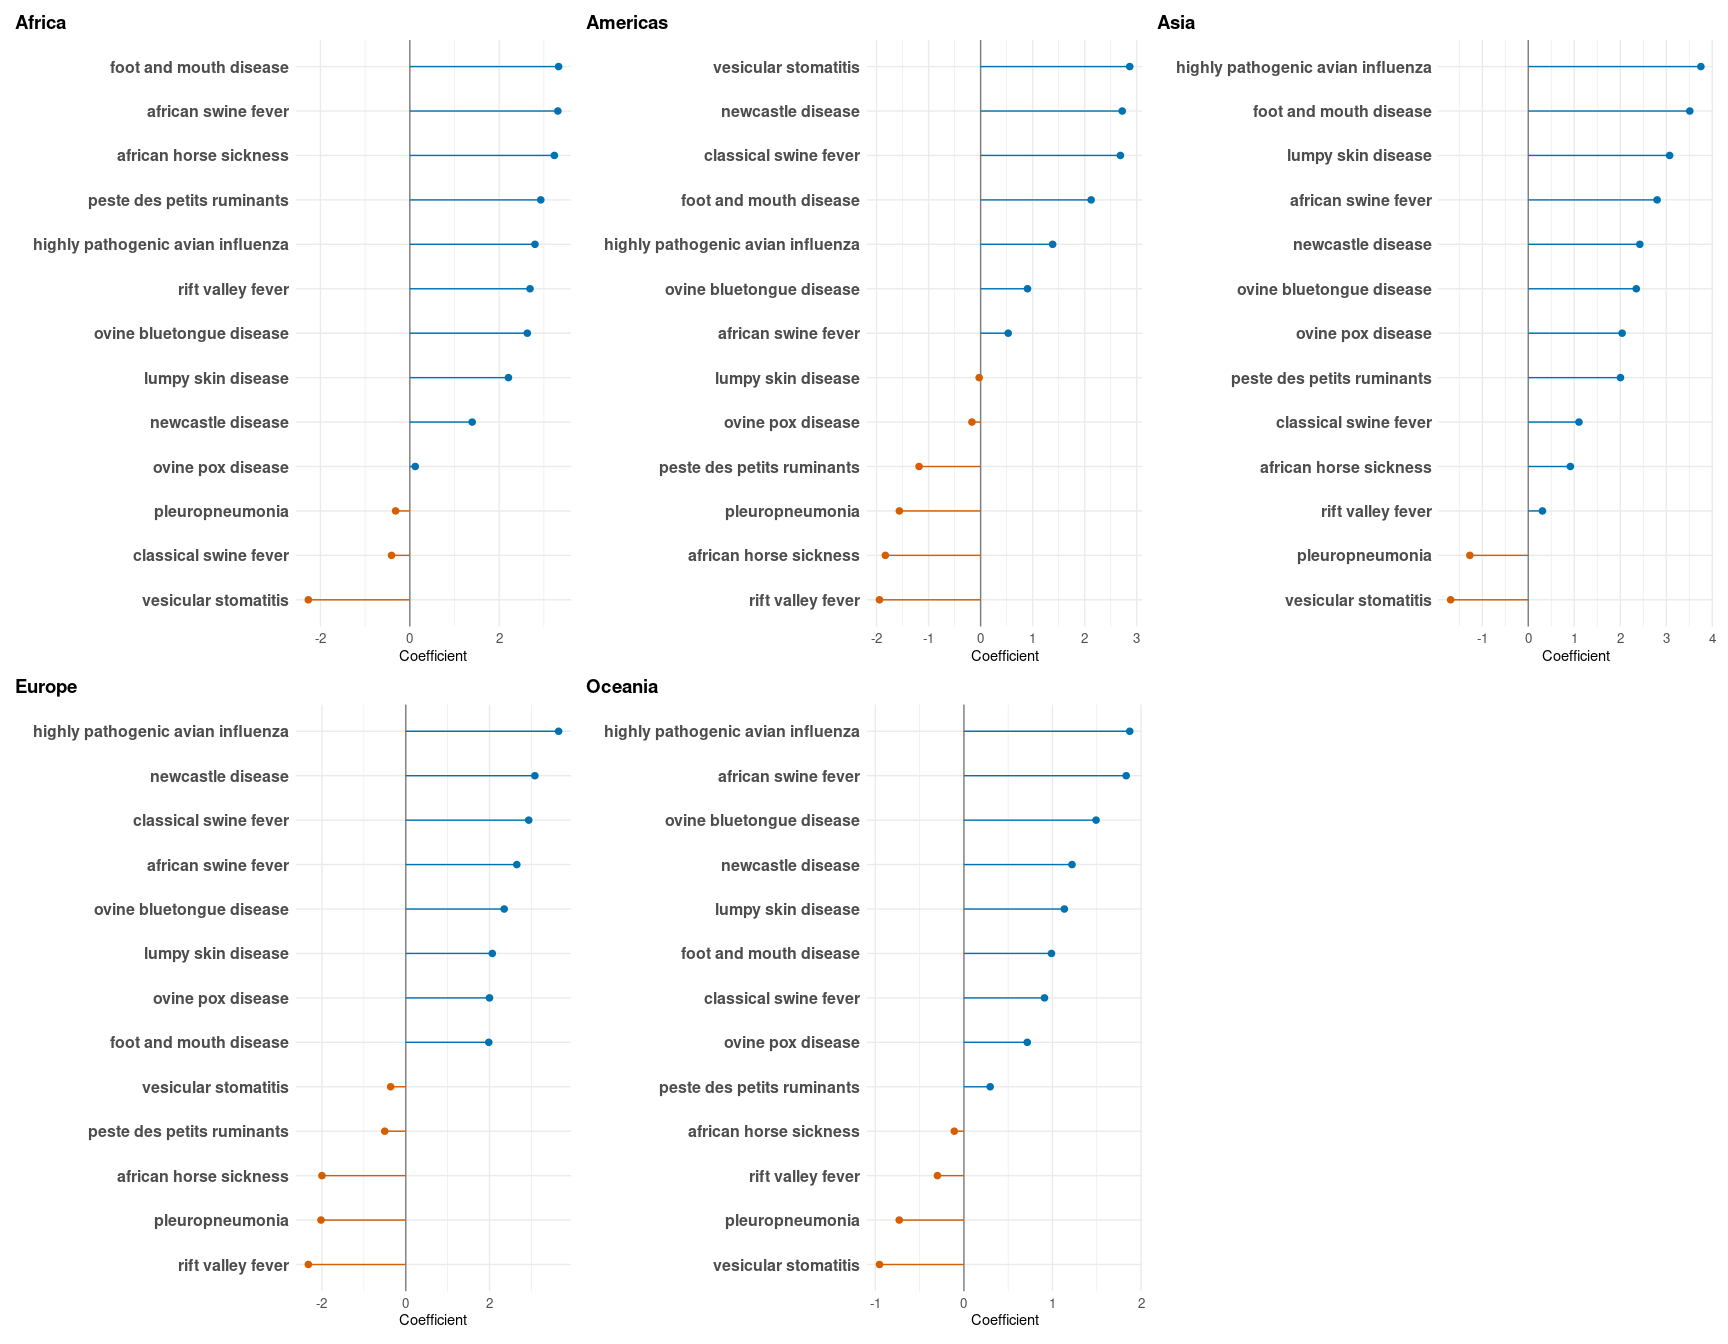 Africa
foot and mouth disease
african swine fever
african horse sickness
peste des petits ruminants
highly pathogenic avian influenza
rift valley fever
ovine bluetongue disease
lumpy skin disease
newcastle disease
ovine pox disease
pleuropneumonia
classical swine fever
vesicular stomatitis
-2 0 2
Coefficient
Americas
vesicular stomatitis
newcastle disease
classical swine fever
foot and mouth disease
highly pathogenic avian influenza
ovine bluetongue disease
african swine fever
lumpy skin disease
ovine pox disease
peste des petits ruminants
pleuropneumonia
african horse sickness
rift valley fever
-2 -1 0 1 2 3
Coefficient
Asia
highly pathogenic avian influenza
foot and mouth disease
lumpy skin disease
african swine fever
newcastle disease
ovine bluetongue disease
ovine pox disease
peste des petits ruminants
classical swine fever
african horse sickness
rift valley fever
pleuropneumonia
vesicular stomatitis
-1 0 1 2 3 4
Coefficient
Europe
highly pathogenic avian influenza
newcastle disease
classical swine fever
african swine fever
ovine bluetongue disease
lumpy skin disease
ovine pox disease
foot and mouth disease
vesicular stomatitis
peste des petits ruminants
african horse sickness
pleuropneumonia
rift valley fever
-2 0 2
Coefficient
Oceania
highly pathogenic avian influenza
african swine fever
ovine bluetongue disease
newcastle disease
lumpy skin disease
foot and mouth disease
classical swine fever
ovine pox disease
peste des petits ruminants
african horse sickness
rift valley fever
pleuropneumonia
vesicular stomatitis
-1 0 1 2
Coefficient